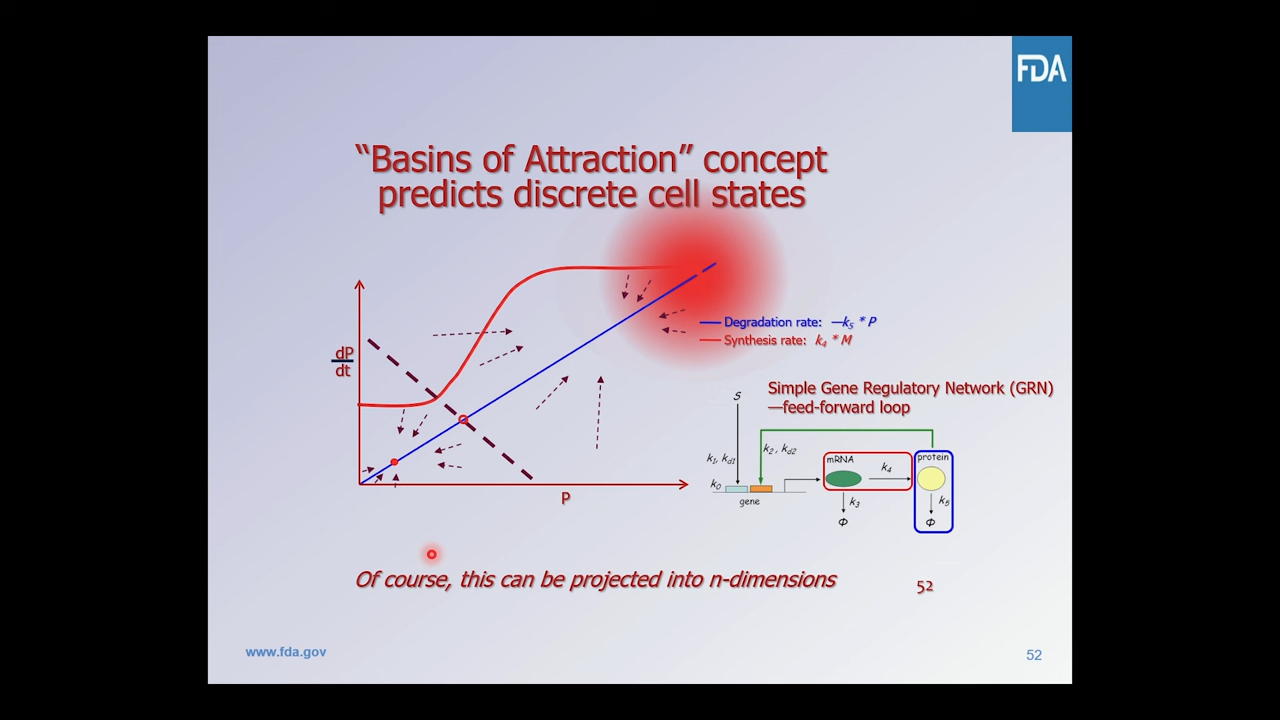 FDA
“Basins of Attraction” concept
predicts discrete cell states
dP
dt
P
Degradation rate: —k5 * P
Synthesis rate: k4 * M
Simple Gene Regulatory Network (GRN)
—feed-forward loop
S
k1, kd1
k2, kd2
k0
gene
mRNA
k4
protein
k3
k5
Φ
Φ
Of course, this can be projected into n-dimensions
52
www.fda.gov
52